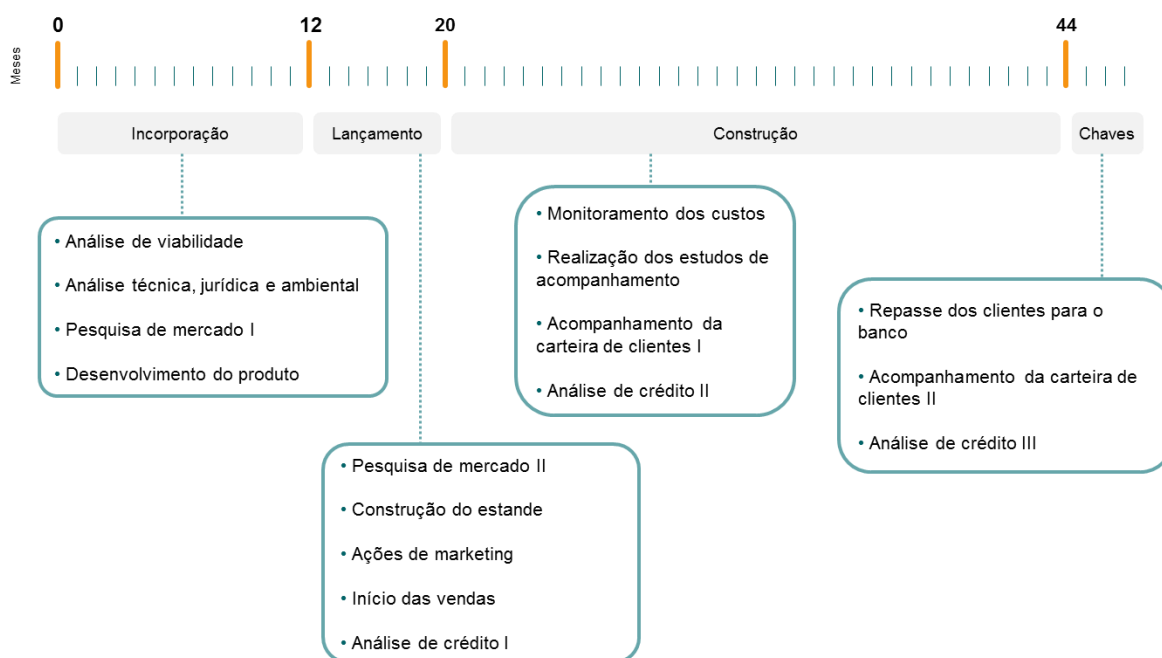 0
12
20
44
Meses
Incorporação
Lançamento
Construção
Chaves
• Análise de viabilidade
• Análise técnica, jurídica e ambiental
• Pesquisa de mercado I
• Desenvolvimento do produto
• Pesquisa de mercado II
• Construção do estande
• Ações de marketing
• Início das vendas
• Análise de crédito I
• Monitoramento dos custos
• Realização dos estudos de
acompanhamento
• Acompanhamento da
carteira de clientes I
• Análise de crédito II
• Repasse dos clientes para o
banco
• Acompanhamento da carteira de
clientes II
• Análise de crédito III